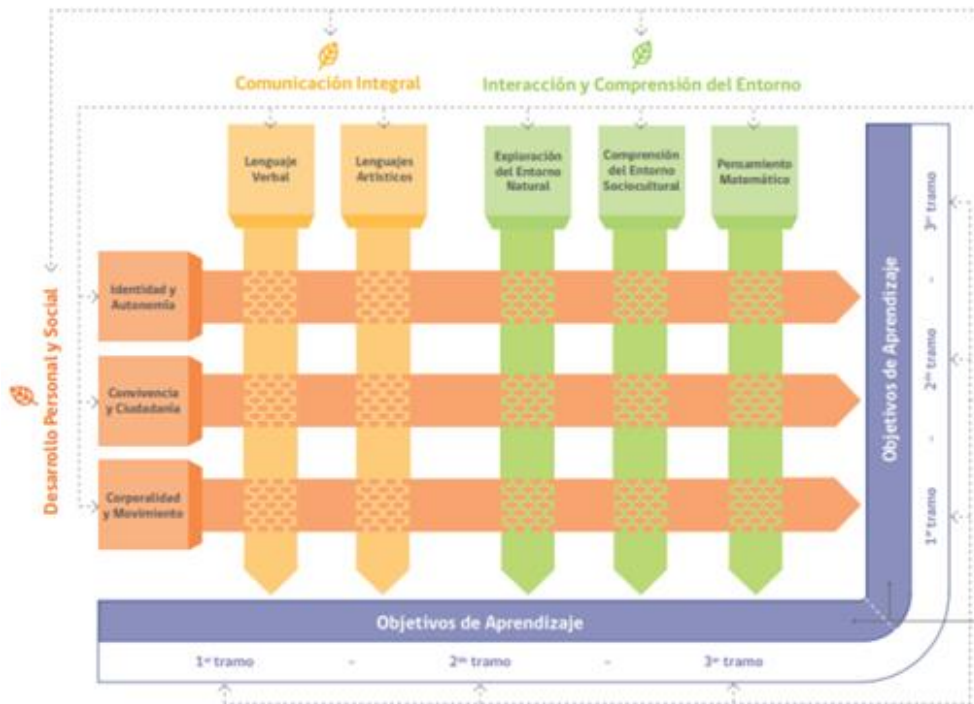 Comunicación Integral
Interacción y Comprensión del Entorno
Lenguaje
Verbal
Lenguajes
Artísticos
Exploración
del Entorno
Natural
Comprensión
del Entorno
Sociocultural
Pensamiento
Matemática
Desarrollo Personal y Social
Identidad y
Autonomía
Convivencia
y Ciudadanía
Corporalidad
y Movimiento
Objetivos de Aprendizaje
1er tramo - 2do tramo - 3er tramo
Objetivos de Aprendizaje
1er tramo - 2do tramo - 3er tramo